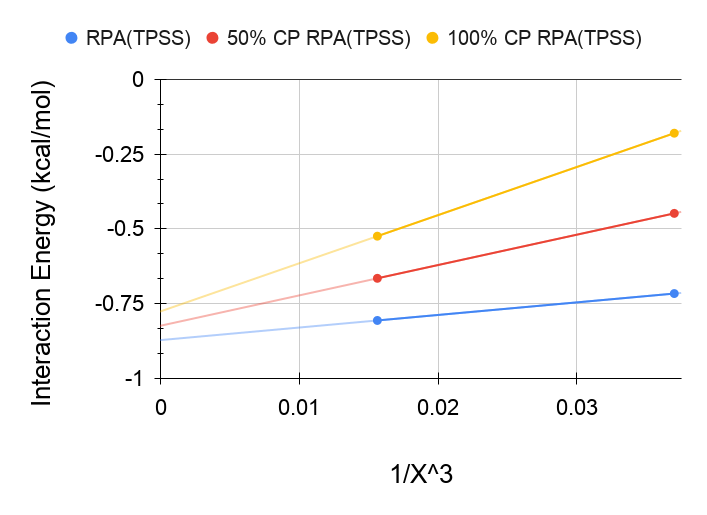 RPA(TPSS) 50% CP RPA(TPSS) 100% CP RPA(TPSS)
Interaction Energy (kcal/mol)
0
-0.25
-0.5
-0.75
-1
0 0.01 0.02 0.03
1/X^3